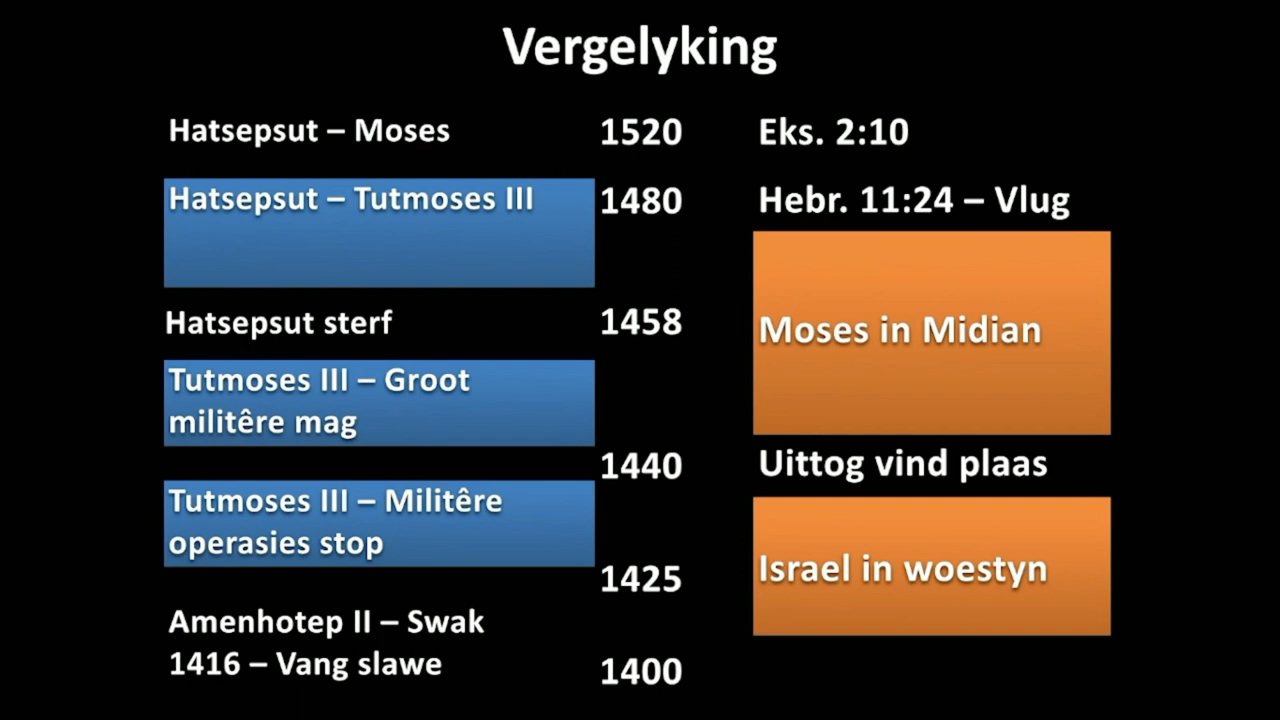 Vergelyking
Hatsepsut – Moses 1520 Eks. 2:10
Hatsepsut – Tutmoses III 1480 Hebr. 11:24 – Vlug
Hatsepsut sterf 1458 Moses in Midian
Tutmoses III – Groot
militêre mag
1440 Uittog vind plaas
Tutmoses III – Militêre
operasies stop
1425 Israel in woestyn
Amenhotep II – Swak
1416 – Vang slawe 1400